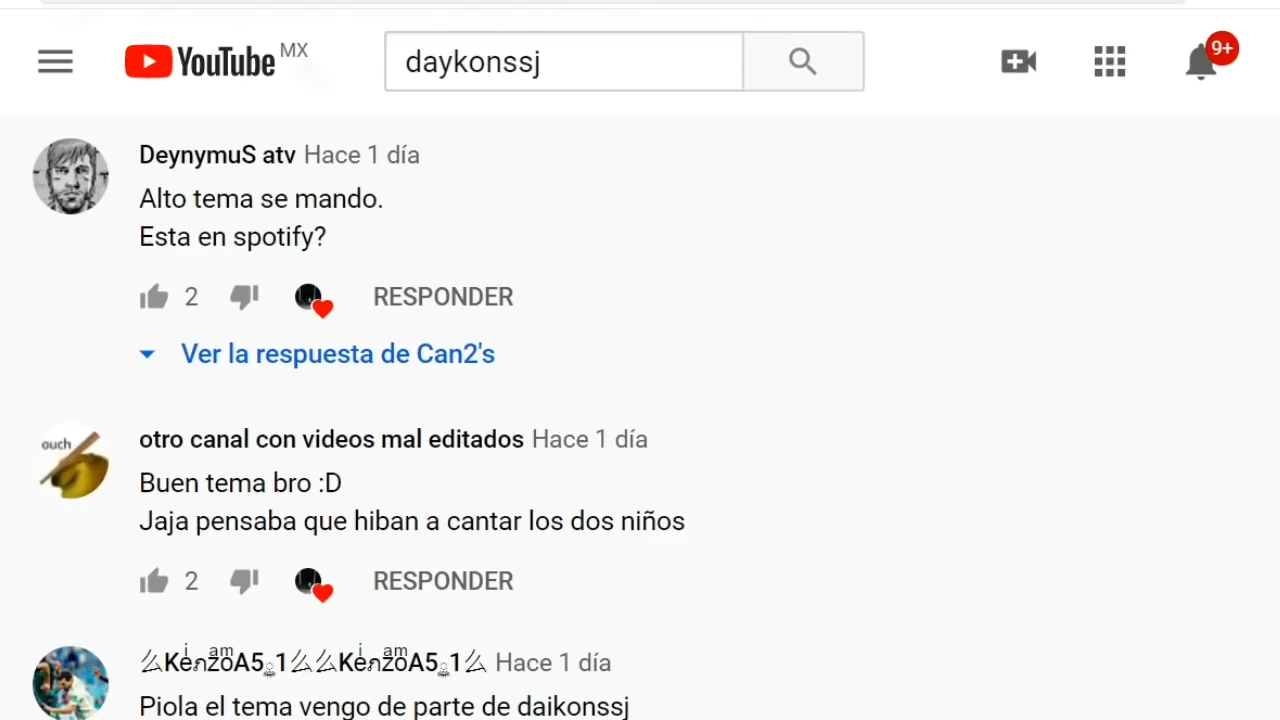 YouTube MX
daykonssj
9+
DeynymuS atv Hace 1 día
Alto tema se mando.
Esta en spotify?
2 RESPONDER
Ver la respuesta de Can2's
ouch
otro canal con videos mal editados Hace 1 día
Buen tema bro :D
Jaja pensaba que hiban a cantar los dos niños
2 RESPONDER
Hace 1 día
Piola el tema vengo de parte de daikonssj